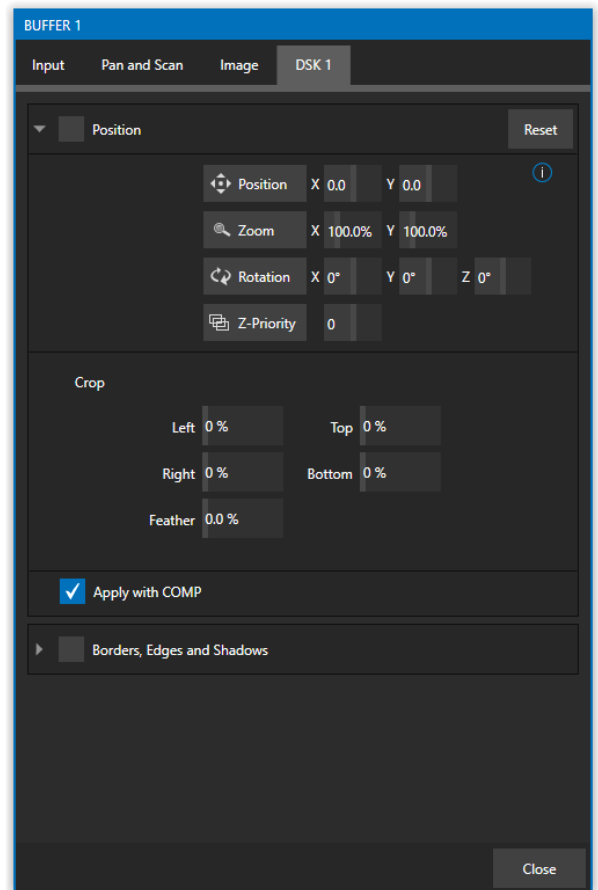 BUFFER 1
Input Pan and Scan Image DSK 1
Position Reset
Position X 0.0 Y 0.0
Zoom X 100.0% Y 100.0%
Rotation X 0° Y 0° Z 0°
Z-Priority 0
Crop
Left 0 % Top 0 %
Right 0 % Bottom 0 %
Feather 0.0 %
Apply with COMP
Borders, Edges and Shadows
Close